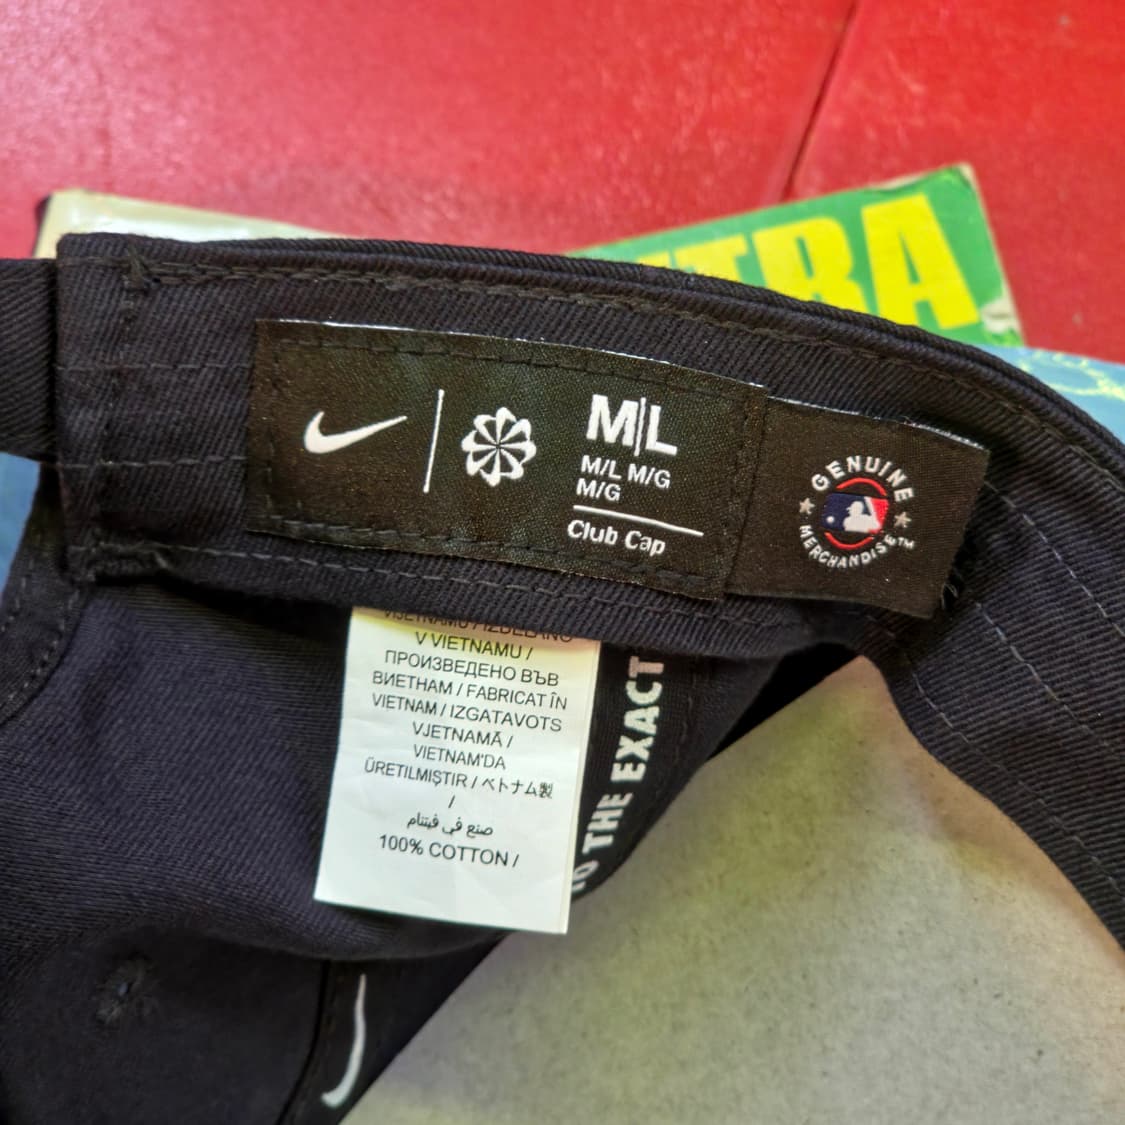 TRA
M|L
M/L M/G
M/G
Club Cap
GENUINE
MERCHANDISE™
V VIETNAMU /
ПРОИЗВЕДЕНО ВЪВ
ВИЕТНАМ / FABRICAT ÎN
VIETNAM / IZGATAVOTS
VJETNAMĀ /
VIETNAM'DA
ÜRETILMIŞTIR / ベトナム製
/
صنع في فيتنام
100% COTTON /
TO THE EXACT